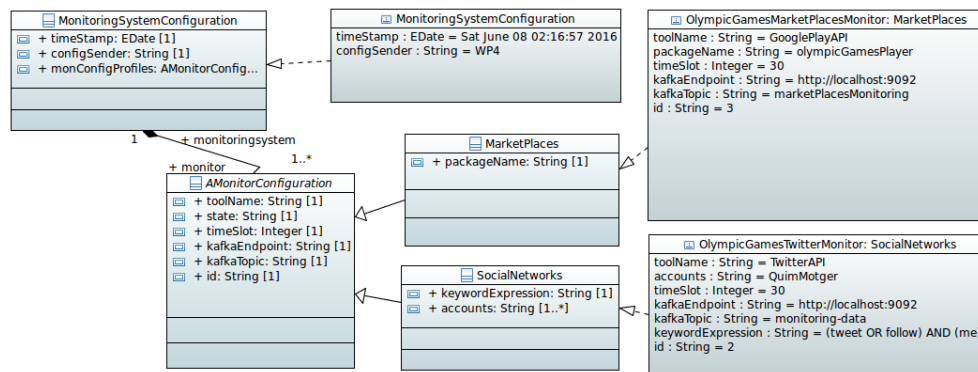 MonitoringSystemConfiguration
+ timeStamp: EDate [1]
+ configSender: String [1]
+ monConfigProfiles: AMonitorConfig...
MonitoringSystemConfiguration
timeStamp : EDate = Sat June 08 02:16:57 2016
configSender : String = WP4
OlympicGamesMarketPlacesMonitor: MarketPlaces
toolName : String = GooglePlayAPI
packageName : String = olympicGamesPlayer
timeSlot : Integer = 30
kafkaEndpoint : String = http://localhost:9092
kafkaTopic : String = marketPlacesMonitoring
id : String = 3
1
+ monitoringsystem
1..*
+ monitor
AMonitorConfiguration
+ toolName: String [1]
+ state: String [1]
+ timeSlot: Integer [1]
+ kafkaEndpoint: String [1]
+ kafkaTopic: String [1]
+ id: String [1]
MarketPlaces
+ packageName: String [1]
SocialNetworks
+ keywordExpression: String [1]
+ accounts: String [1..*]
OlympicGamesTwitterMonitor: SocialNetworks
toolName : String = TwitterAPI
accounts : String = QuimMotger
timeSlot : Integer = 30
kafkaEndpoint : String = http://localhost:9092
kafkaTopic : String = monitoring-data
keywordExpression : String = (tweet OR follow) AND (me
id : String = 2